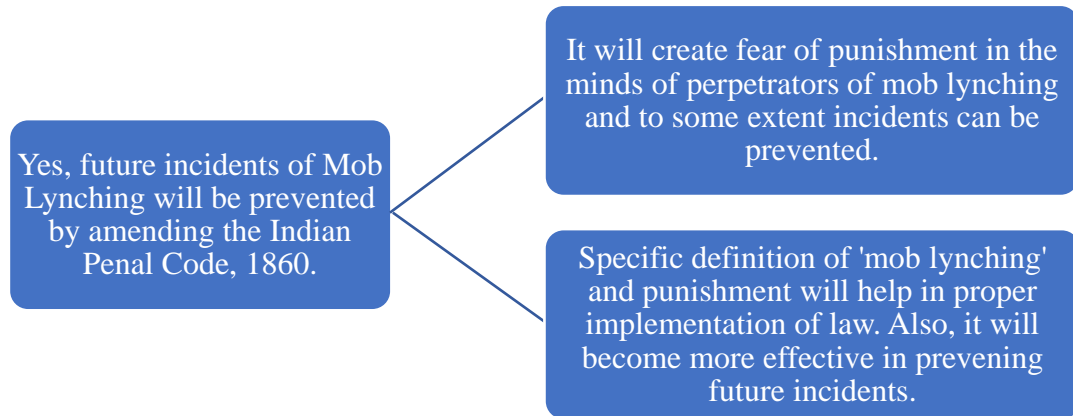 Yes, future incidents of Mob
Lynching will be prevented
by amending the Indian
Penal Code, 1860.
It will create fear of punishment in the
minds of perpetrators of mob lynching
and to some extent incidents can be
prevented.
Specific definition of 'mob lynching'
and punishment will help in proper
implementation of law. Also, it will
become more effective in prevening
future incidents.